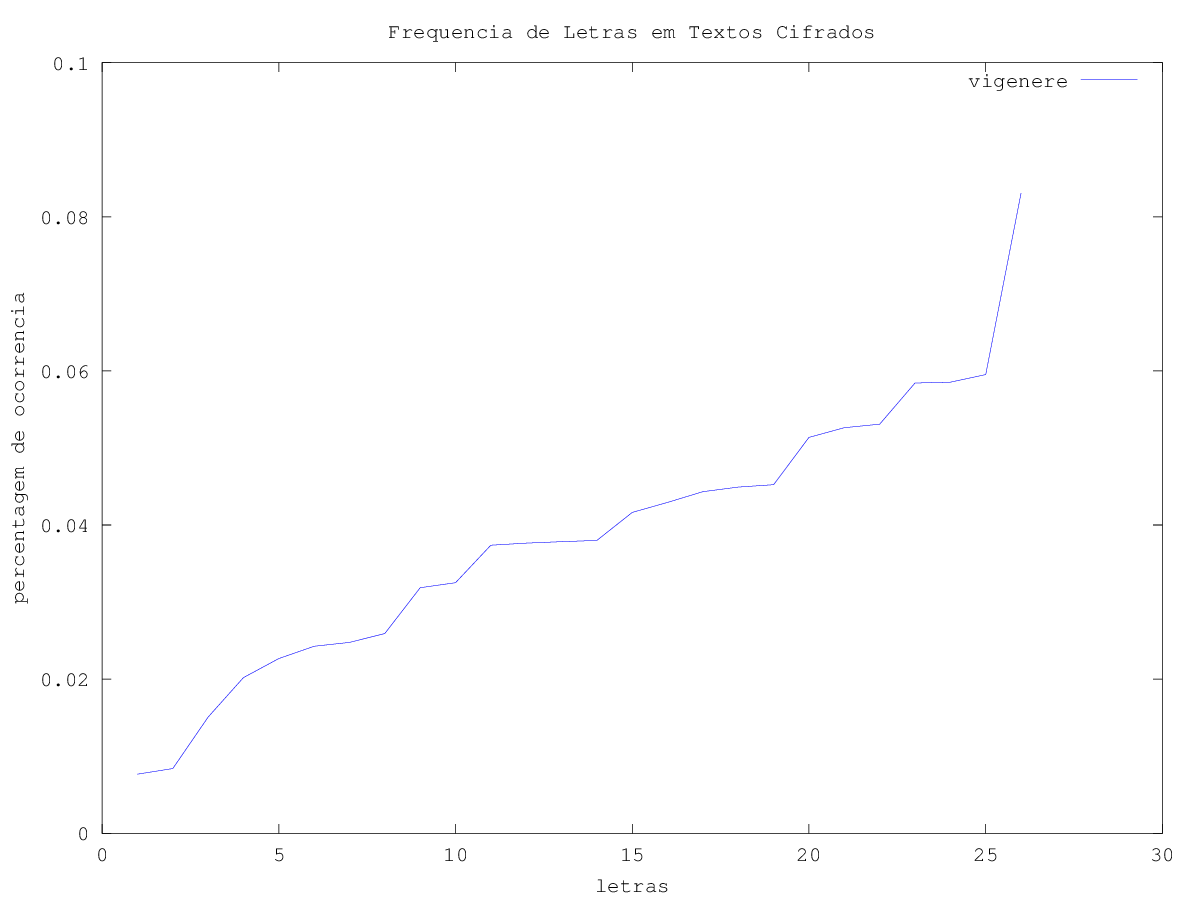 Frequencia de Letras em Textos Cifrados
0.1
vigenere
0.08
0.06
0.04
0.02
0
percentagem de ocorrencia
0 5 10 15 20 25 30
letras